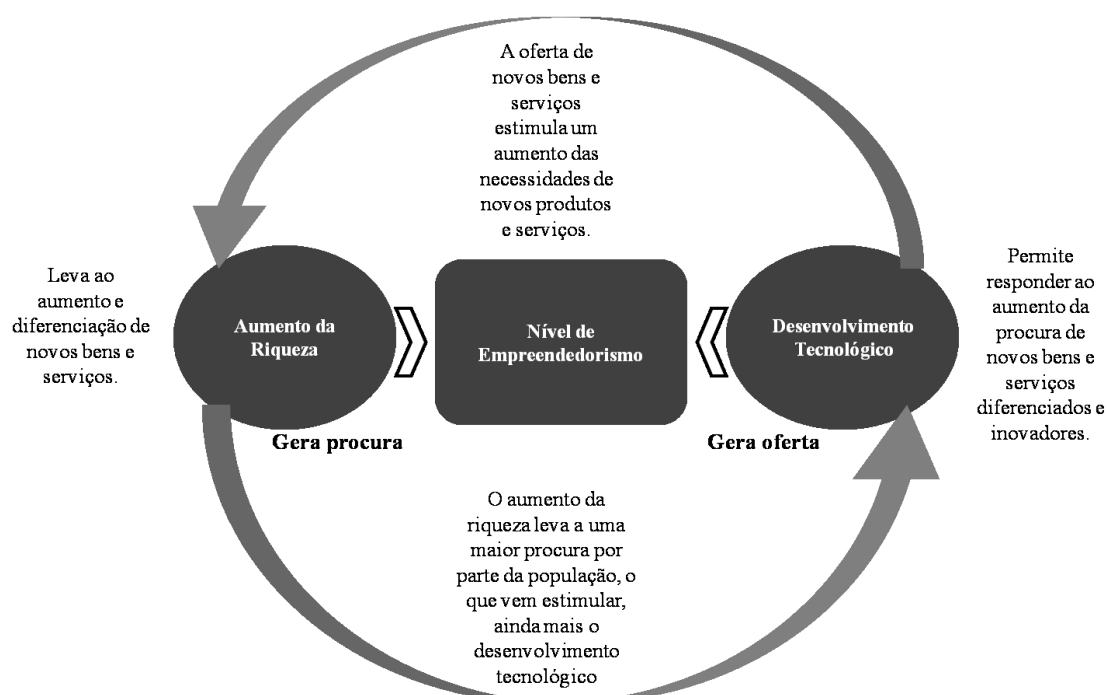 A oferta de
novos bens e
serviços
estimula um
aumento das
necessidades de
novos produtos
e serviços.
Leva ao
aumento e
diferenciação de
novos bens e
serviços.
Aumento da
Riqueza
Nível de
Empreendedorismo
Desenvolvimento
Tecnológico
Permite
responder ao
aumento da
procura de
novos bens e
serviços
diferenciados e
inovadores.
Gera procura
Gera oferta
O aumento da
riqueza leva a uma
maior procura por
parte da população, o
que vem estimular,
ainda mais o
desenvolvimento
tecnológico